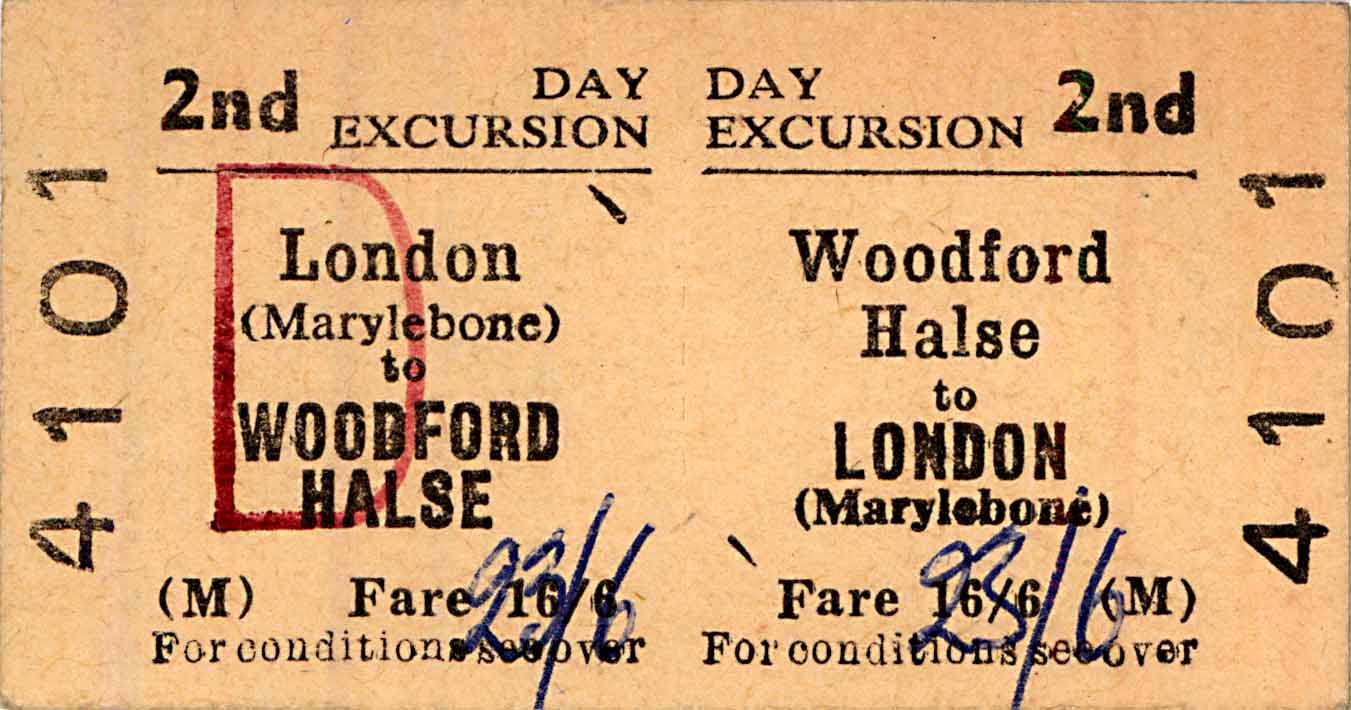 2nd DAY
EXCURSION
London
(Marylebone)
to
WOODFORD
HALSE
(M) Fare 16/6
23/6
For conditions see over
4101
DAY 2nd
EXCURSION
Woodford
Halse
to
LONDON
(Marylebone)
Fare 16/6 (M)
23/6
For conditions see over
4101
D